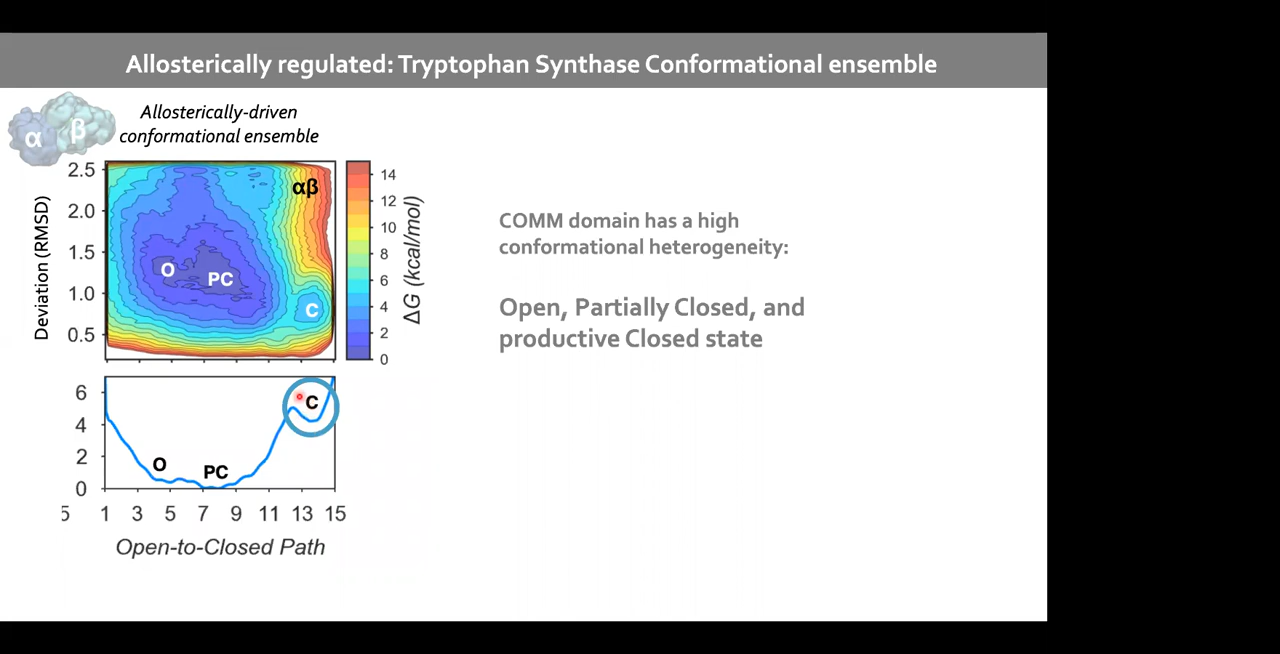 Allosterically regulated: Tryptophan Synthase Conformational ensemble
α β
Allosterically-driven
conformational ensemble
Deviation (RMSD)
2.5
2.0
1.5
1.0
0.5
αβ
O
PC
C
14
12
10
8
6
4
2
0
ΔG (kcal/mol)
COMM domain has a high
conformational heterogeneity:
Open, Partially Closed, and
productive Closed state
6
4
2
0
O
PC
C
5 1 3 5 7 9 11 13 15
Open-to-Closed Path